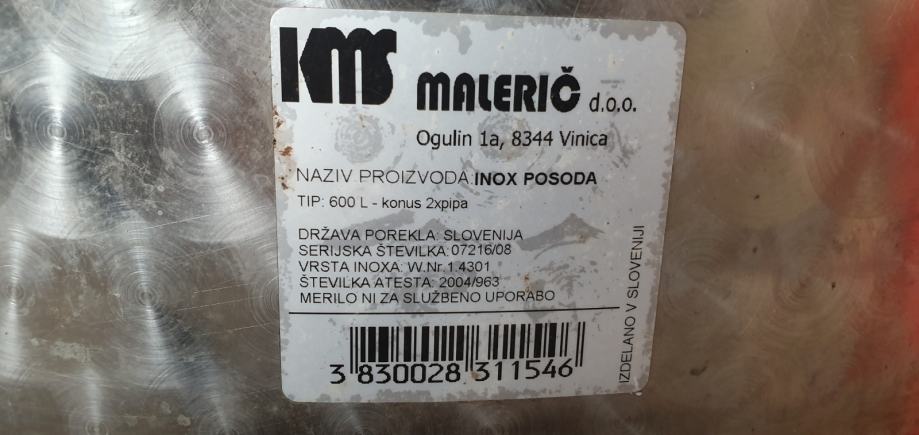 KMS
MALERIČ d.o.o.
Ogulin 1a, 8344 Vinica
NAZIV PROIZVODA:INOX POSODA
TIP: 600 L - konus 2xpipa
DRŽAVA POREKLA: SLOVENIJA
SERIJSKA ŠTEVILKA: 07216/08
VRSTA INOXA: W.Nr.1.4301
ŠTEVILKA ATESTA: 2004/963
MERILO NI ZA SLUŽBENO UPORABO
IZDELANO V SLOVENIJI
3 830028 311546